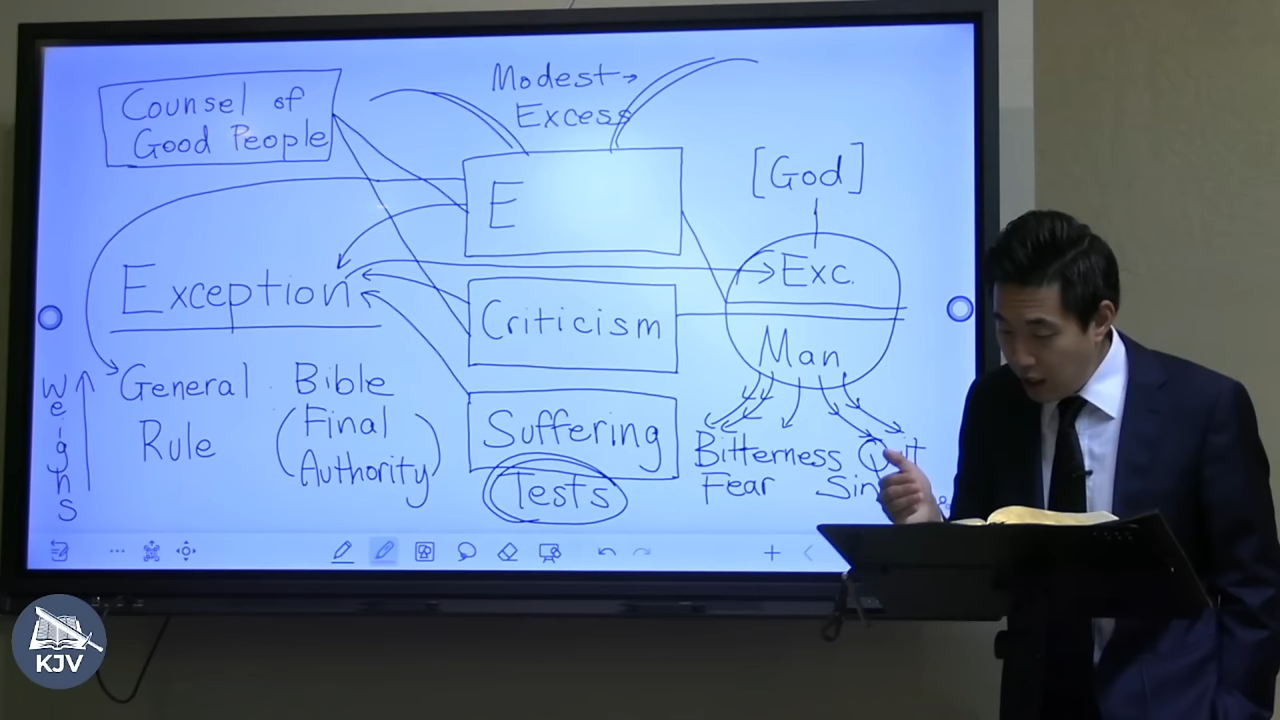 Counsel of
Good People
Modest→
Excess
[God]
E
Exception
Exc.
Criticism
Man
Weighs
General
Rule
Bible
(Final
Authority)
Suffering
Tests
Bitterness
Fear
KJV